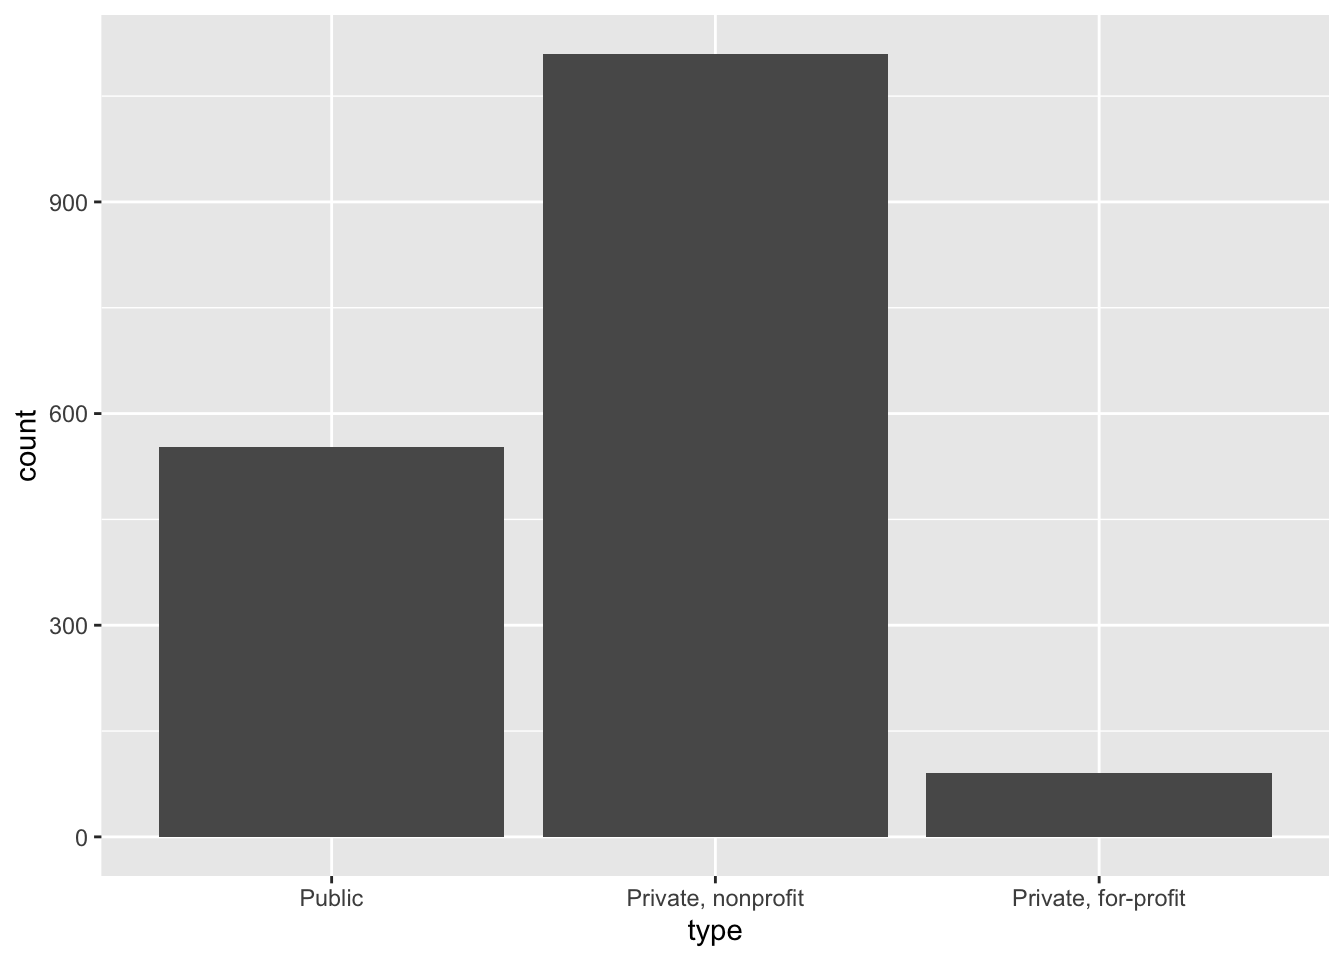 900
600
300
0
count
Public
Private, nonprofit
Private, for-profit
type